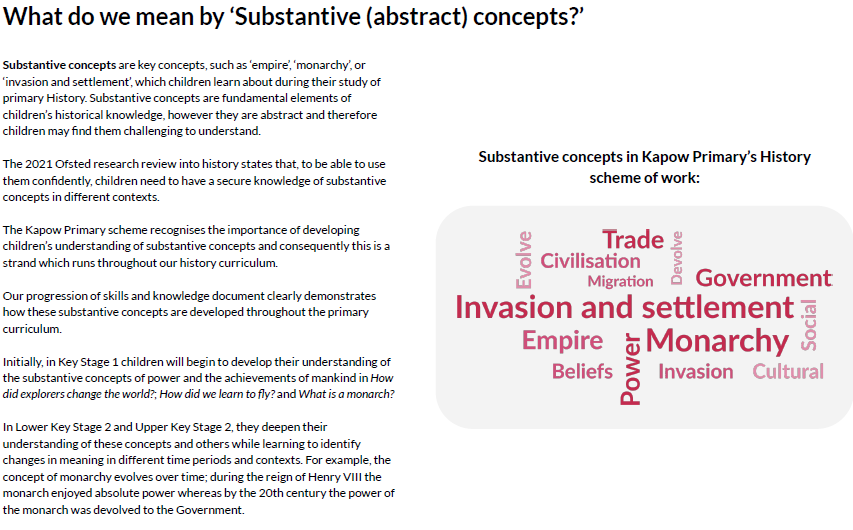 What do we mean by ‘Substantive (abstract) concepts?’
Substantive concepts are key concepts, such as ‘empire’, ‘monarchy’, or
‘invasion and settlement’, which children learn about during their study of
primary History. Substantive concepts are fundamental elements of
children’s historical knowledge, however they are abstract and therefore
children may find them challenging to understand.
The 2021 Ofsted research review into history states that, to be able to use
them confidently, children need to have a secure knowledge of substantive
concepts in different contexts.
The Kapow Primary scheme recognises the importance of developing
children’s understanding of substantive concepts and consequently this is a
strand which runs throughout our history curriculum.
Our progression of skills and knowledge document clearly demonstrates
how these substantive concepts are developed throughout the primary
curriculum.
Initially, in Key Stage 1 children will begin to develop their understanding of
the substantive concepts of power and the achievements of mankind in How
did explorers change the world?; How did we learn to fly? and What is a monarch?
In Lower Key Stage 2 and Upper Key Stage 2, they deepen their
understanding of these concepts and others while learning to identify
changes in meaning in different time periods and contexts. For example, the
concept of monarchy evolves over time; during the reign of Henry VIII the
monarch enjoyed absolute power whereas by the 20th century the power of
the monarch was devolved to the Government.
Substantive concepts in Kapow Primary’s History
scheme of work:
Evolve
Trade
Devolve
Civilisation
Migration
Government
Invasion and settlement
Social
Empire
Power
Monarchy
Beliefs
Invasion
Cultural